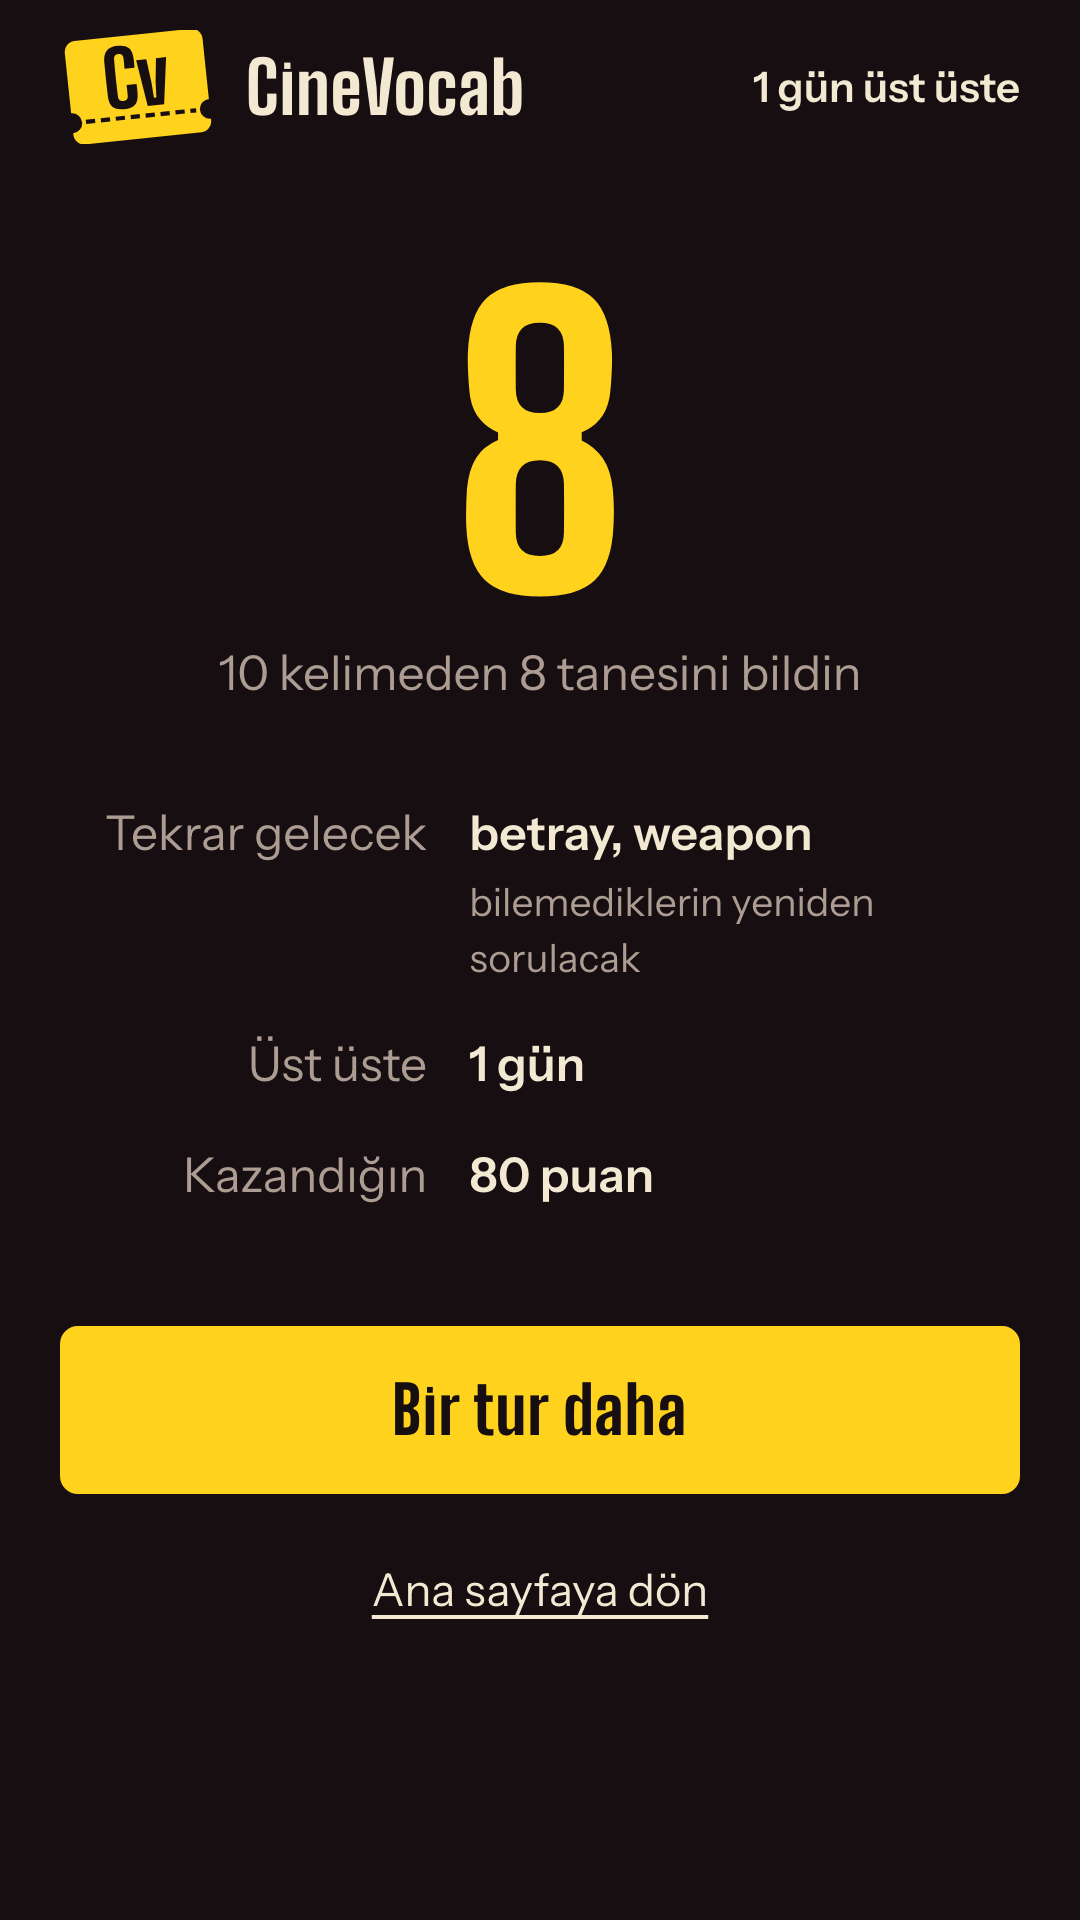 Cv
CineVocab
1 gün üst üste
8
10 kelimeden 8 tanesini bildin
Tekrar gelecek betray, weapon
bilemediklerin yeniden
sorulacak
Üst üste 1 gün
Kazandığın 80 puan
Bir tur daha
Ana sayfaya dön